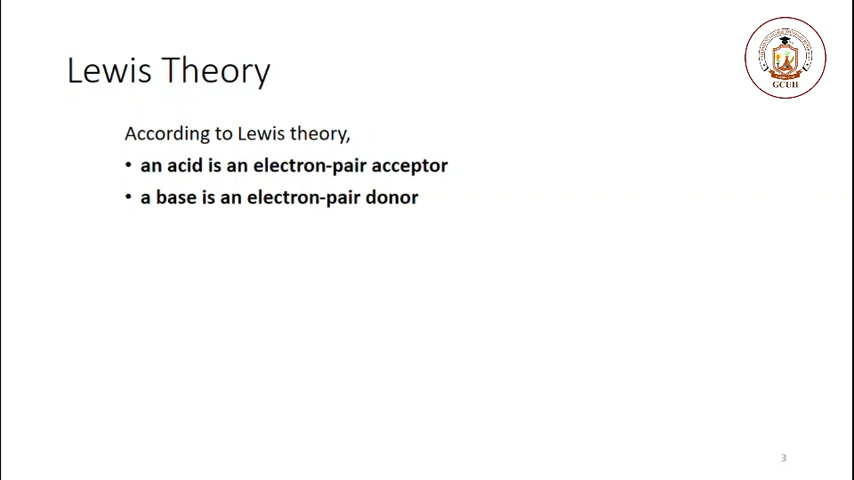 Lewis Theory
GCUH
According to Lewis theory,
• an acid is an electron-pair acceptor
• a base is an electron-pair donor
3